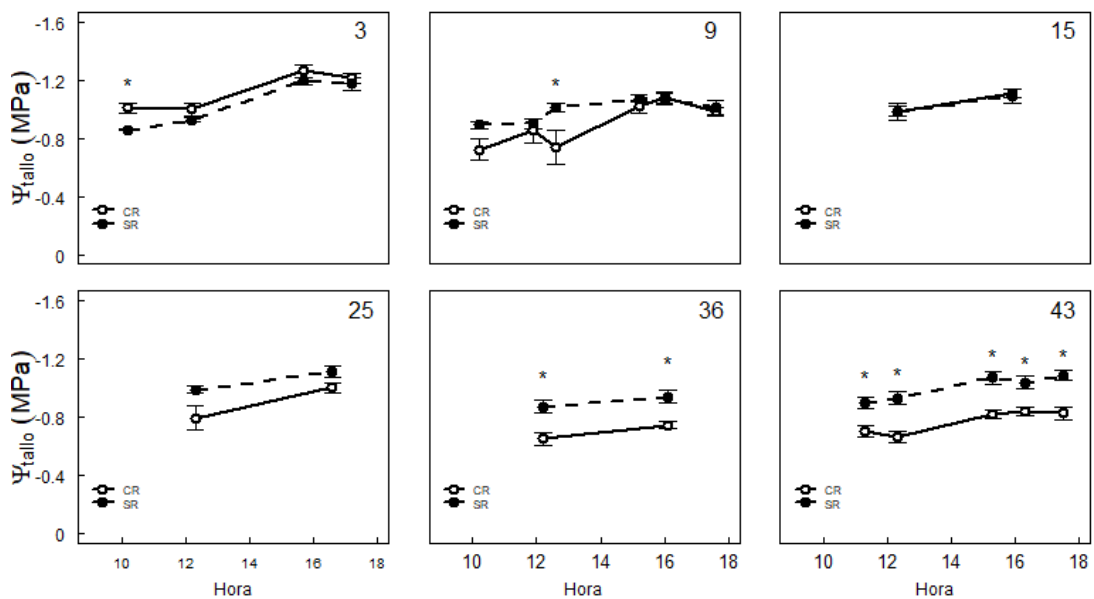 -1.6
-1.2
-0.8
-0.4
0
Ψtallo (MPa)
3
*
CR
SR
9
*
CR
SR
15
CR
SR
-1.6
-1.2
-0.8
-0.4
0
Ψtallo (MPa)
25
CR
SR
10 12 14 16 18
Hora
36
* *
CR
SR
10 12 14 16 18
Hora
43
* * * * *
CR
SR
10 12 14 16 18
Hora